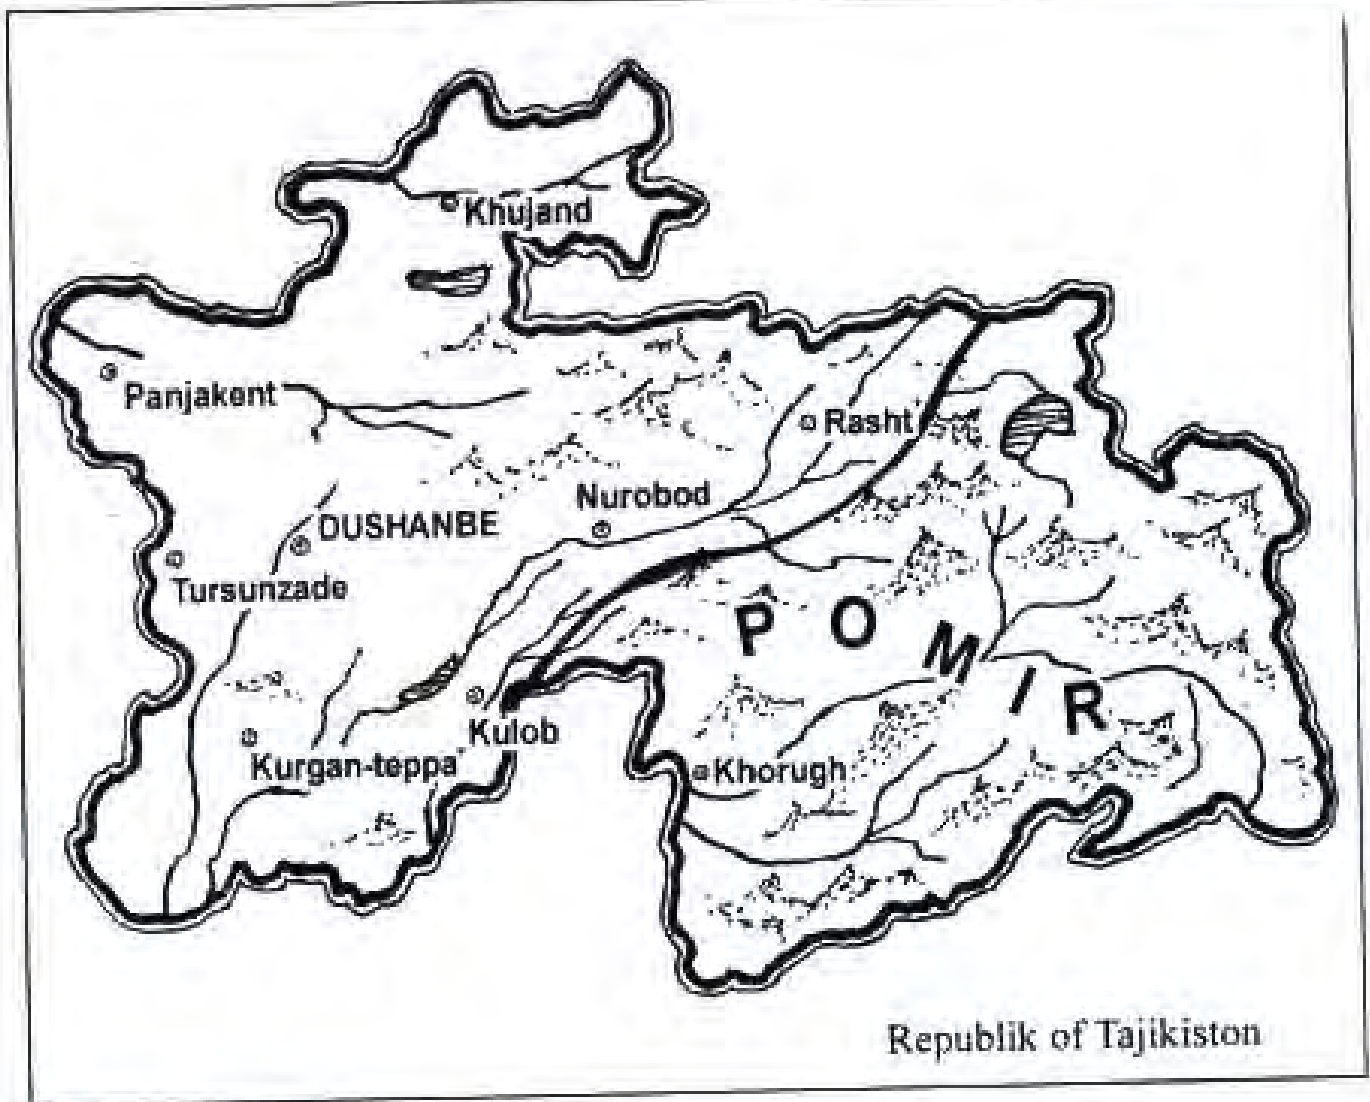 Khujand
Panjakent
Rasht
Nurobod
DUSHANBE
Tursunzade
POMIR
Kulob
Kurgan-teppa
Khorugh
Republik of Tajikiston